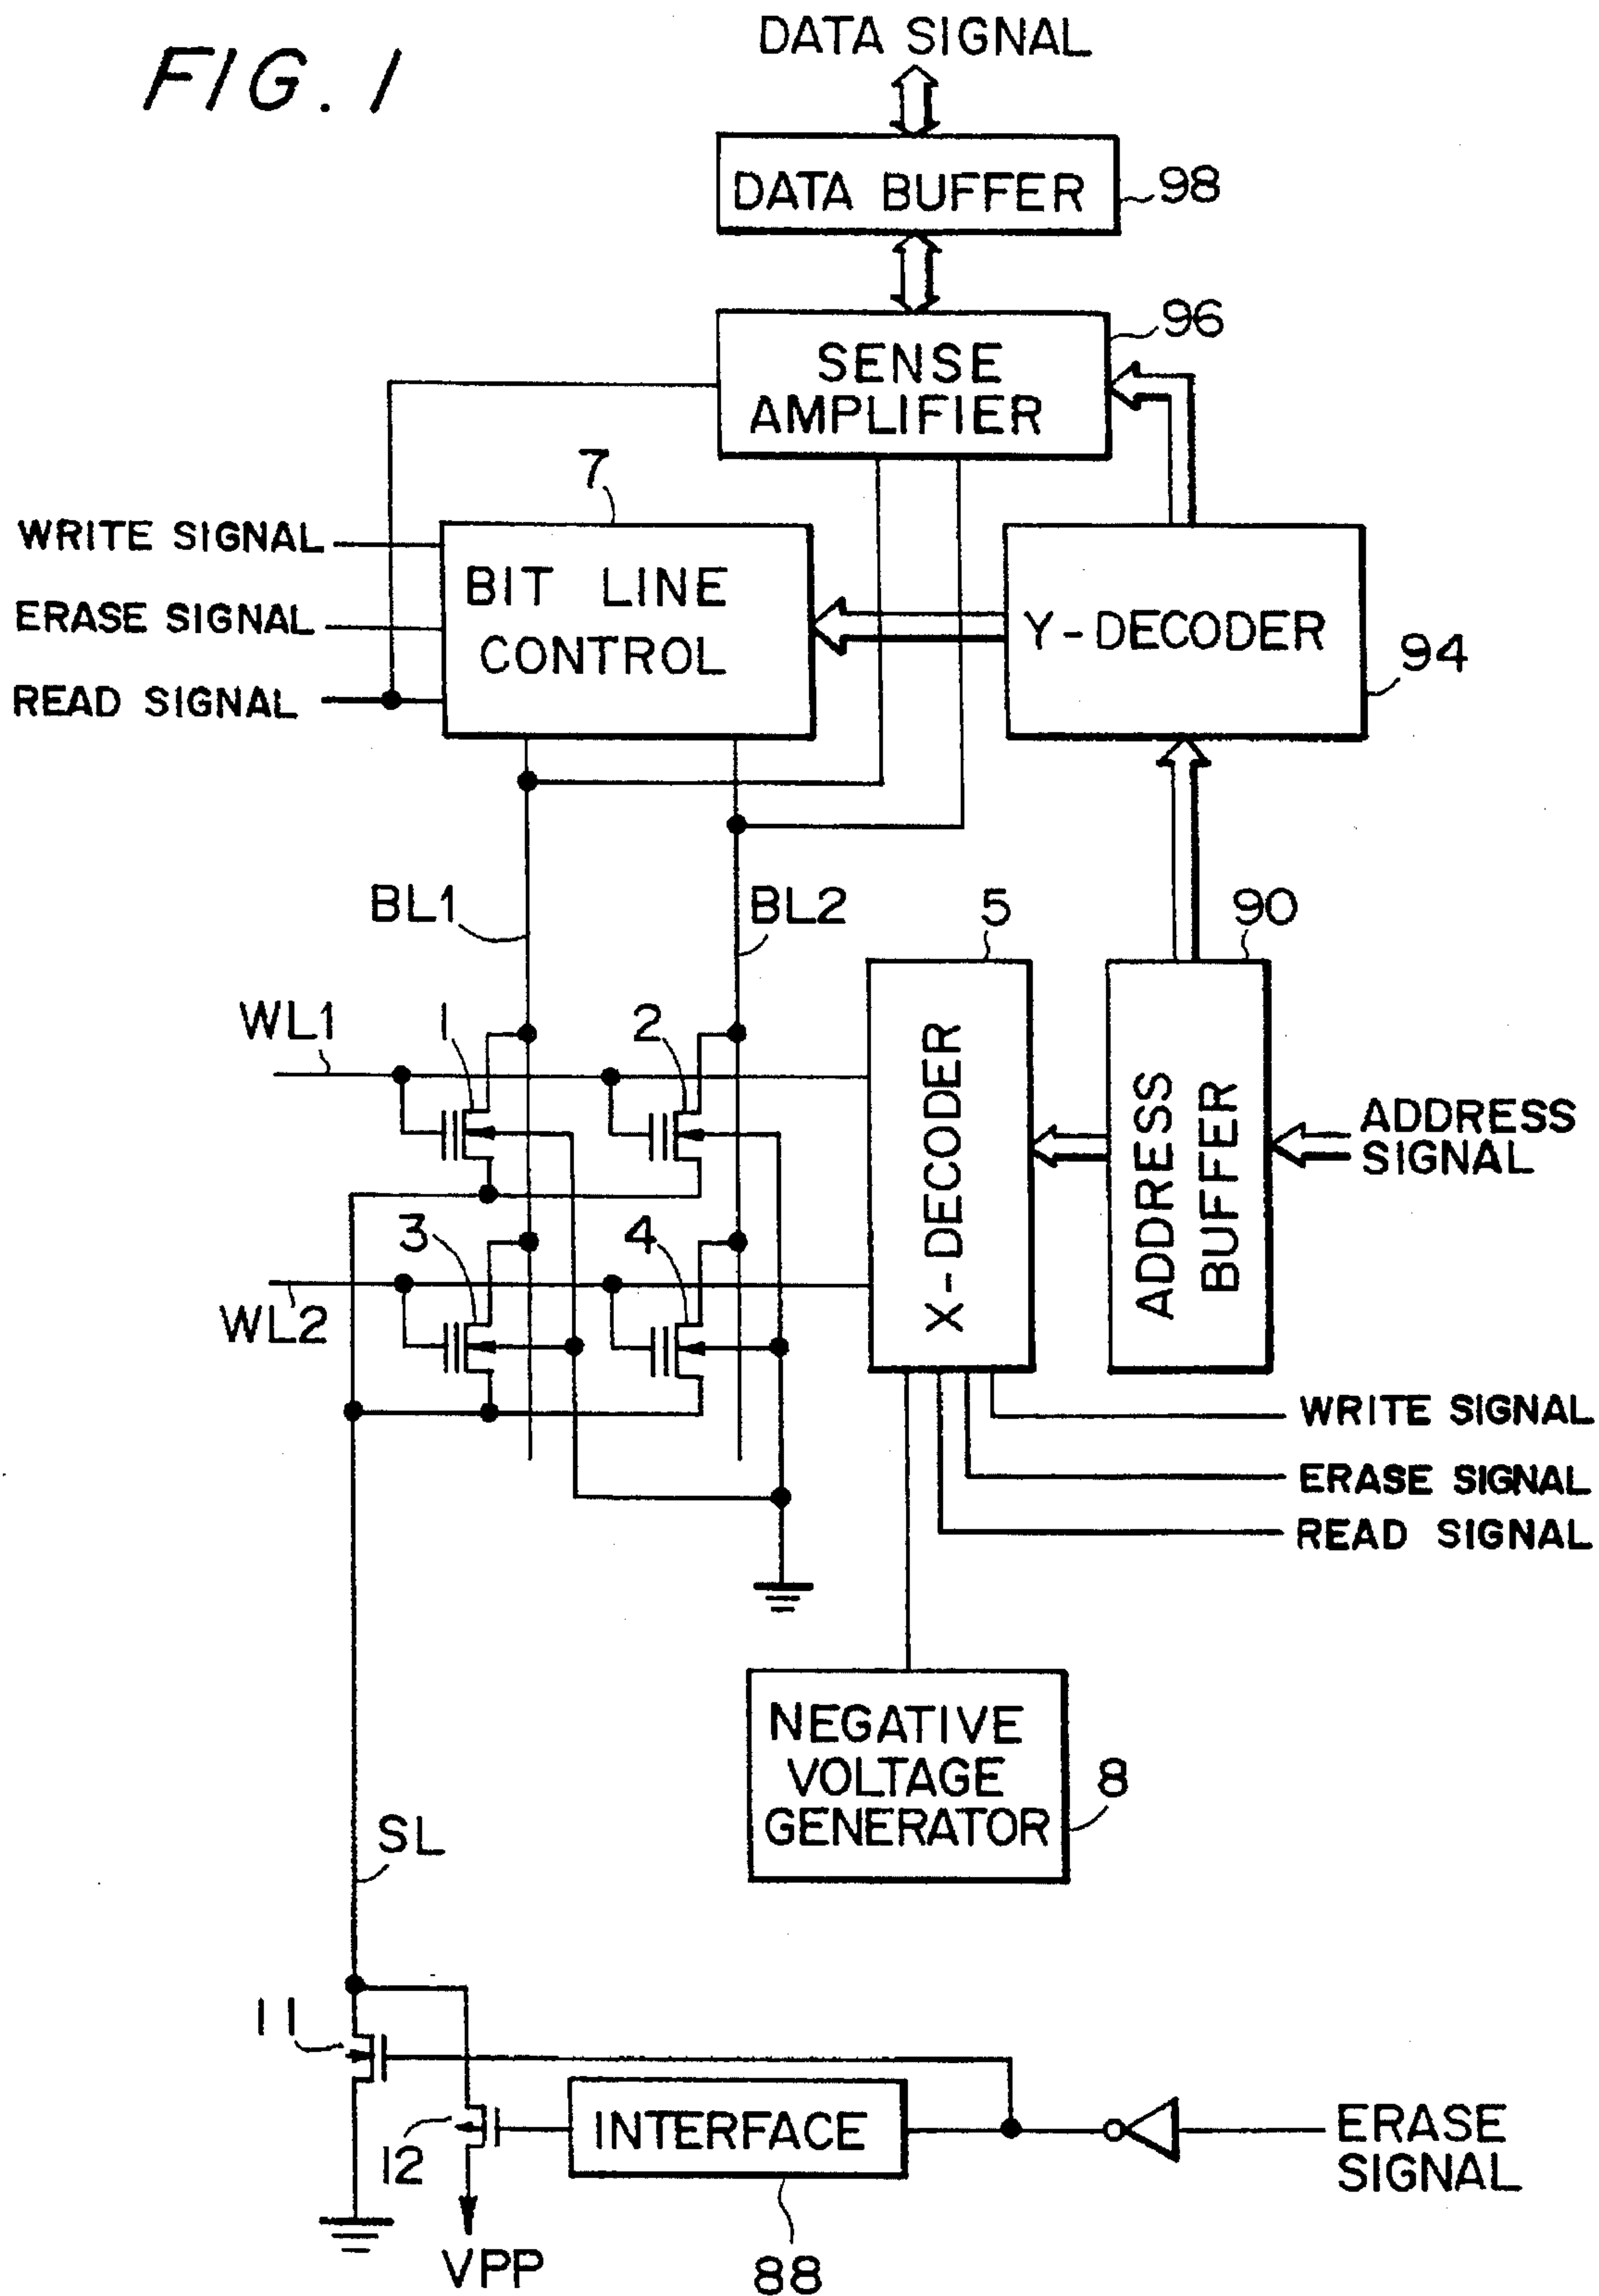 FIG. 1
DATA SIGNAL
DATA BUFFER
98
SENSE
AMPLIFIER
96
7
WRITE SIGNAL
ERASE SIGNAL
READ SIGNAL
BIT LINE
CONTROL
Y-DECODER
94
BL1
BL2
5
90
WL1
1
2
X-DECODER
ADDRESS
BUFFER
ADDRESS
SIGNAL
3
4
WL2
WRITE SIGNAL
ERASE SIGNAL
READ SIGNAL
NEGATIVE
VOLTAGE
GENERATOR
8
SL
11
12
INTERFACE
ERASE
SIGNAL
VPP
88